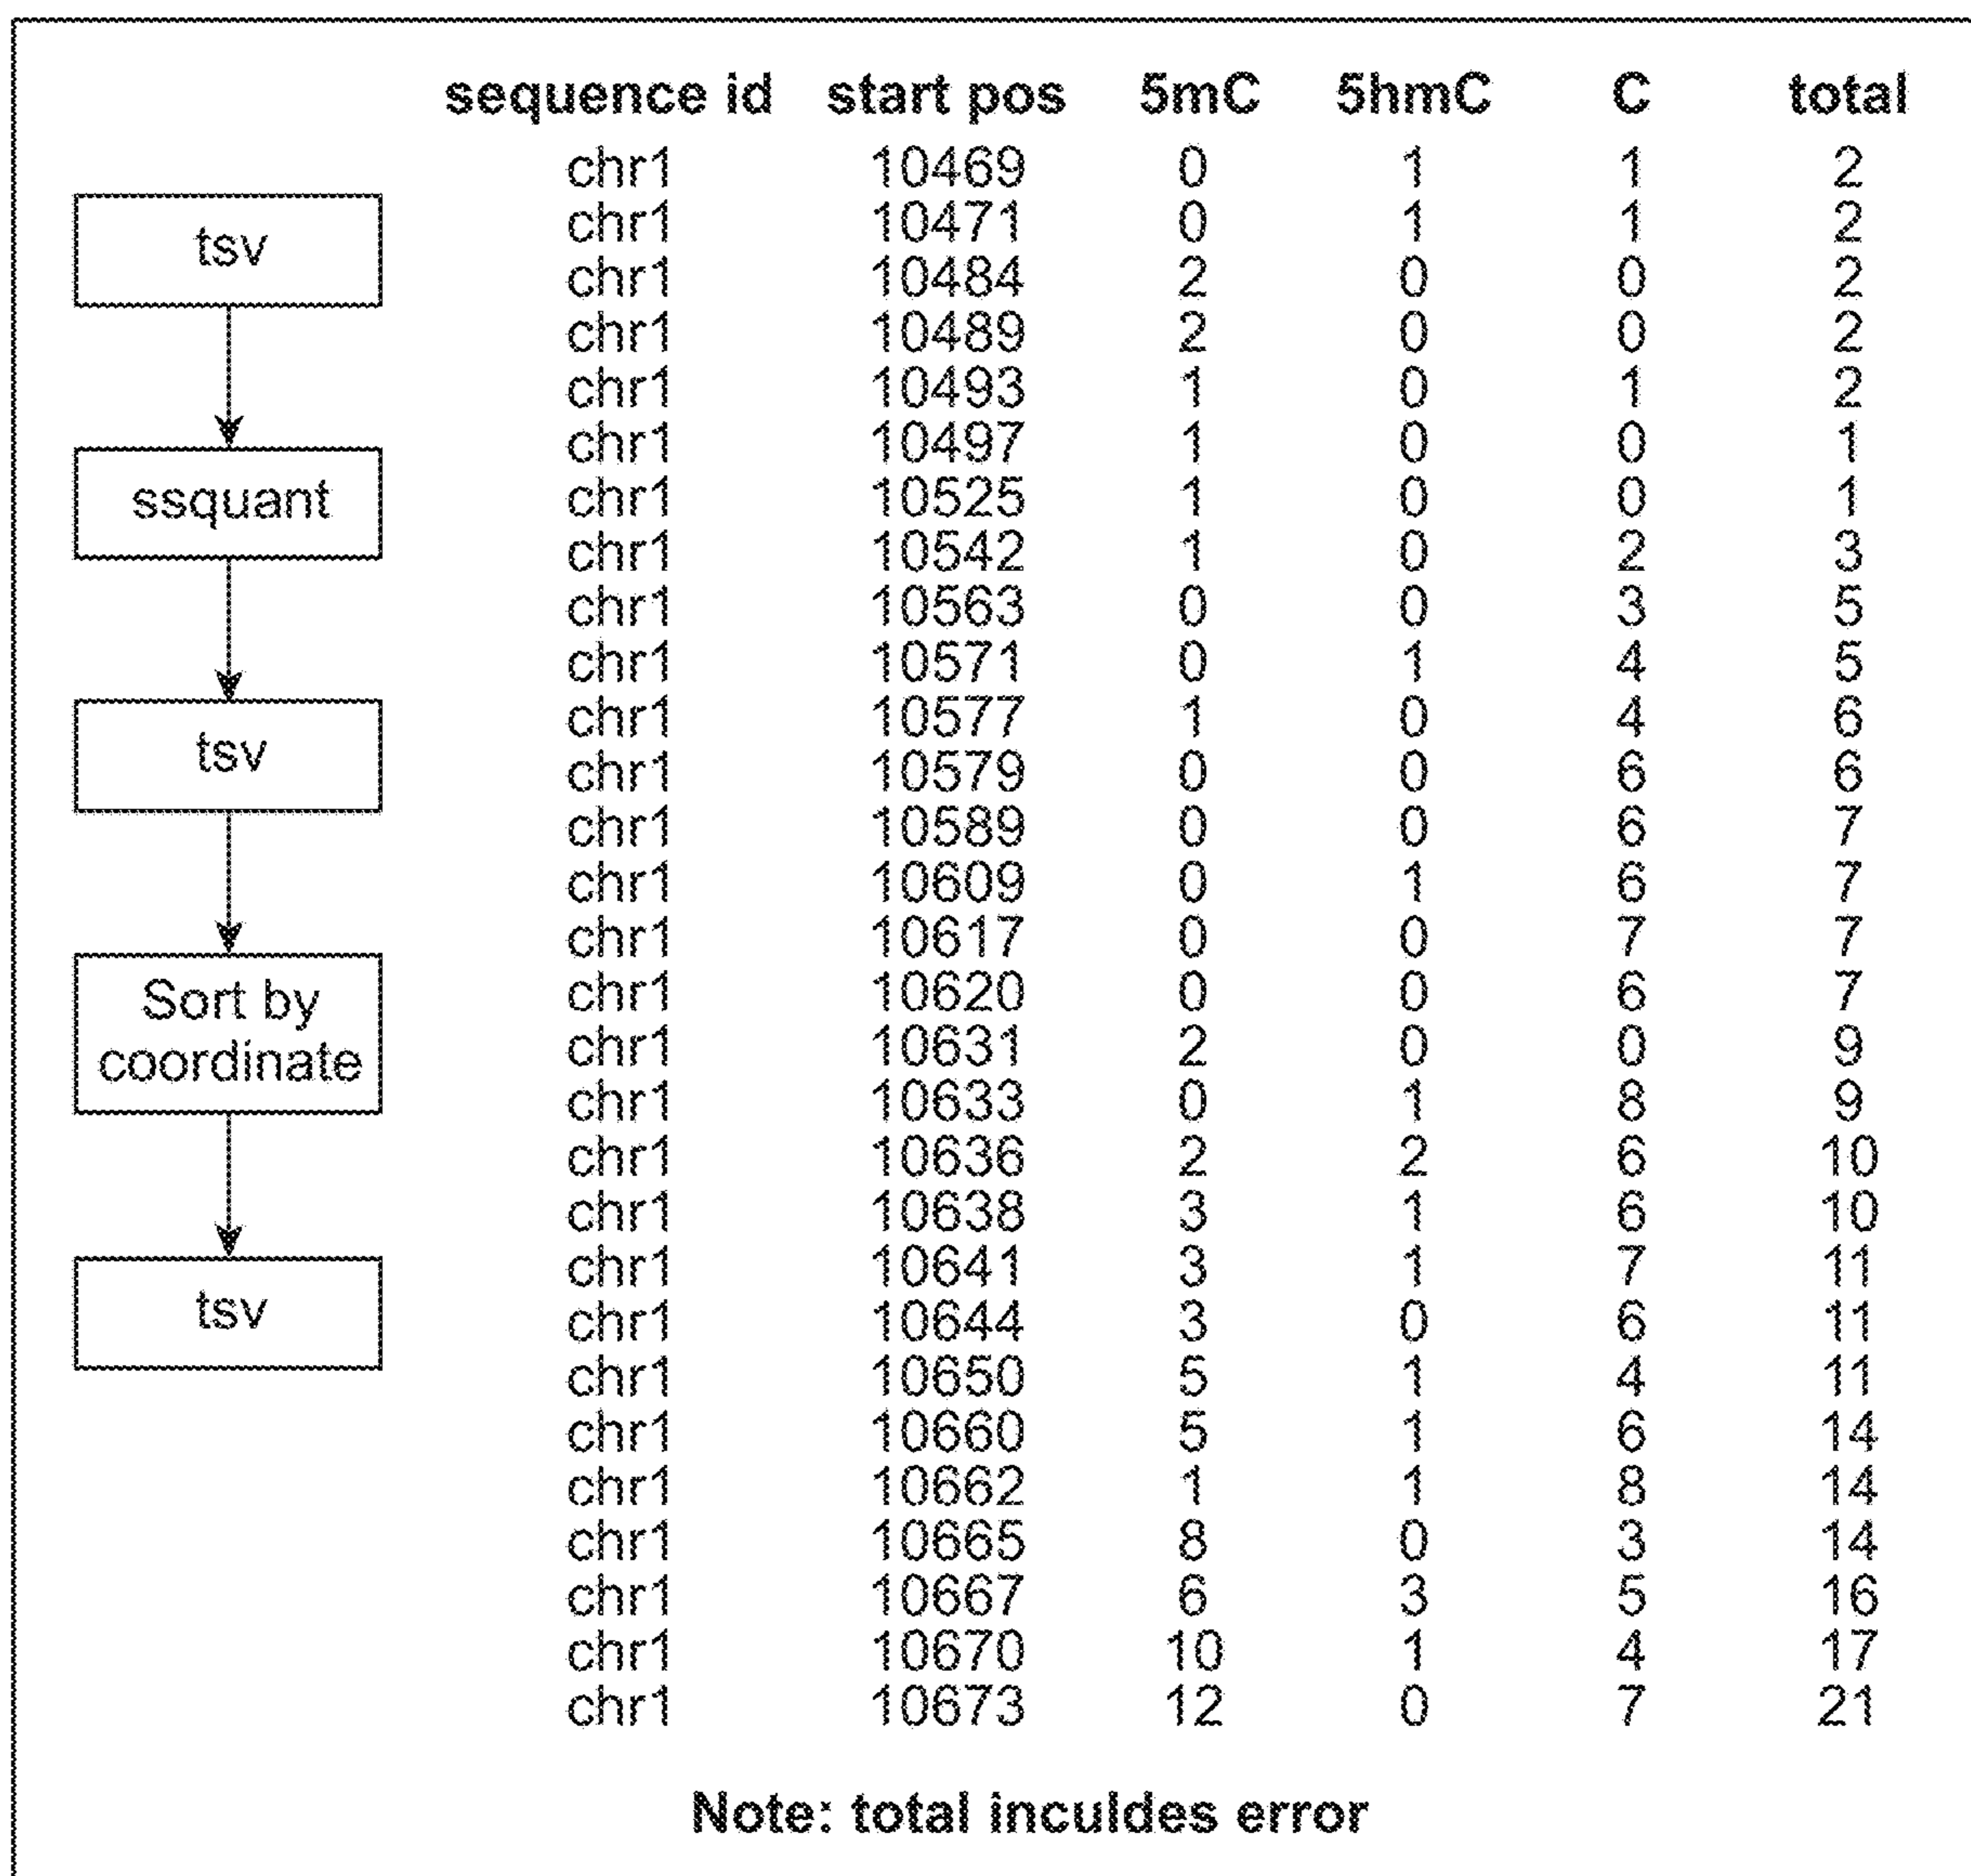 sequence id start pos 5mC 5hmC C total
chr1 10469 0 1 1 2
chr1 10471 0 1 1 2
chr1 10484 2 0 0 2
chr1 10489 2 0 0 2
chr1 10493 1 0 1 2
chr1 10497 1 0 0 1
chr1 10525 1 0 0 1
chr1 10542 1 0 2 3
chr1 10563 0 0 3 5
chr1 10571 0 1 4 5
chr1 10577 1 0 4 6
chr1 10579 0 0 6 6
chr1 10589 0 0 6 7
chr1 10609 0 1 6 7
chr1 10617 0 0 7 7
chr1 10620 0 0 6 7
chr1 10631 2 0 0 9
chr1 10633 0 1 8 9
chr1 10636 2 2 6 10
chr1 10638 3 1 6 10
chr1 10641 3 1 7 11
chr1 10644 3 0 6 11
chr1 10650 5 1 4 11
chr1 10660 5 1 6 14
chr1 10662 1 1 8 14
chr1 10665 8 0 3 14
chr1 10667 6 3 5 16
chr1 10670 10 1 4 17
chr1 10673 12 0 7 21
tsv
ssquant
tsv
Sort by
coordinate
tsv
Note: total inculdes error